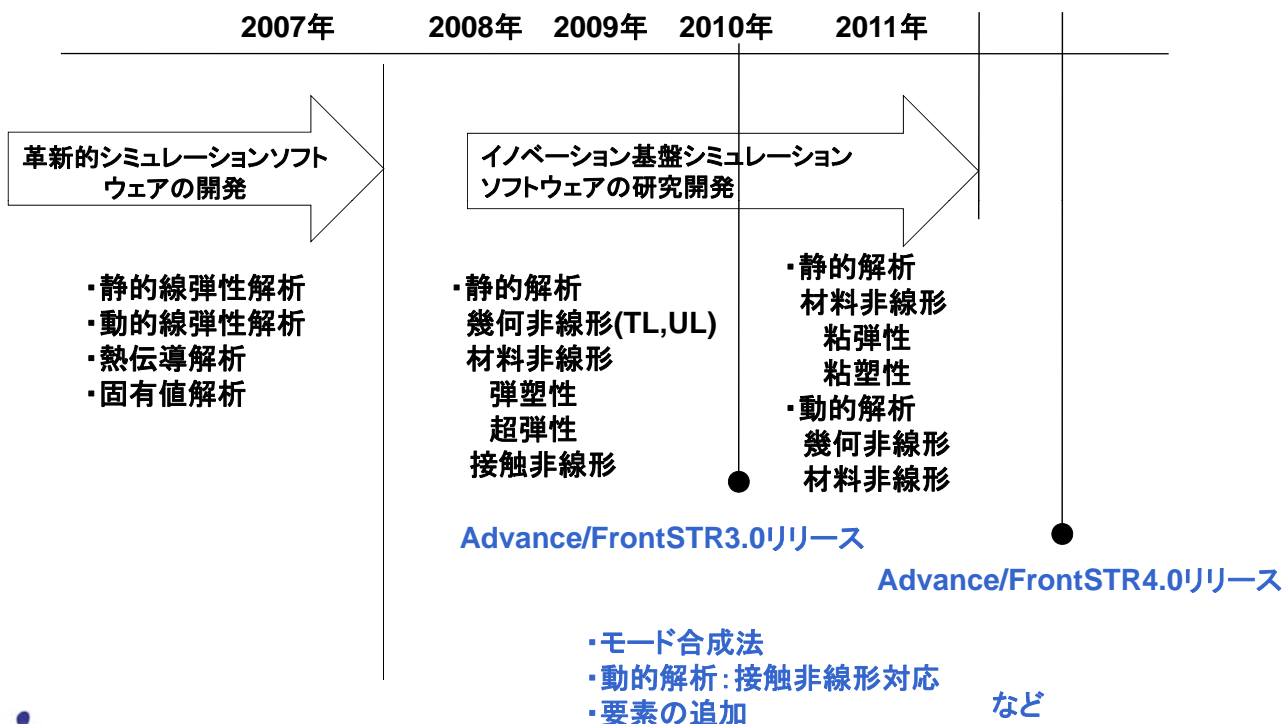 2007年 2008年 2009年 2010年 2011年
革新的シミュレーションソフト
ウェアの開発
イノベーション基盤シミュレーション
ソフトウェアの研究開発
・静的線弾性解析
・動的線弾性解析
・熱伝導解析
・固有値解析
・静的解析
幾何非線形(TL,UL)
材料非線形
弾塑性
超弾性
接触非線形
・静的解析
材料非線形
粘弾性
粘塑性
・動的解析
幾何非線形
材料非線形
Advance/FrontSTR3.0リリース
Advance/FrontSTR4.0リリース
・モード合成法
・動的解析：接触非線形対応
・要素の追加 など